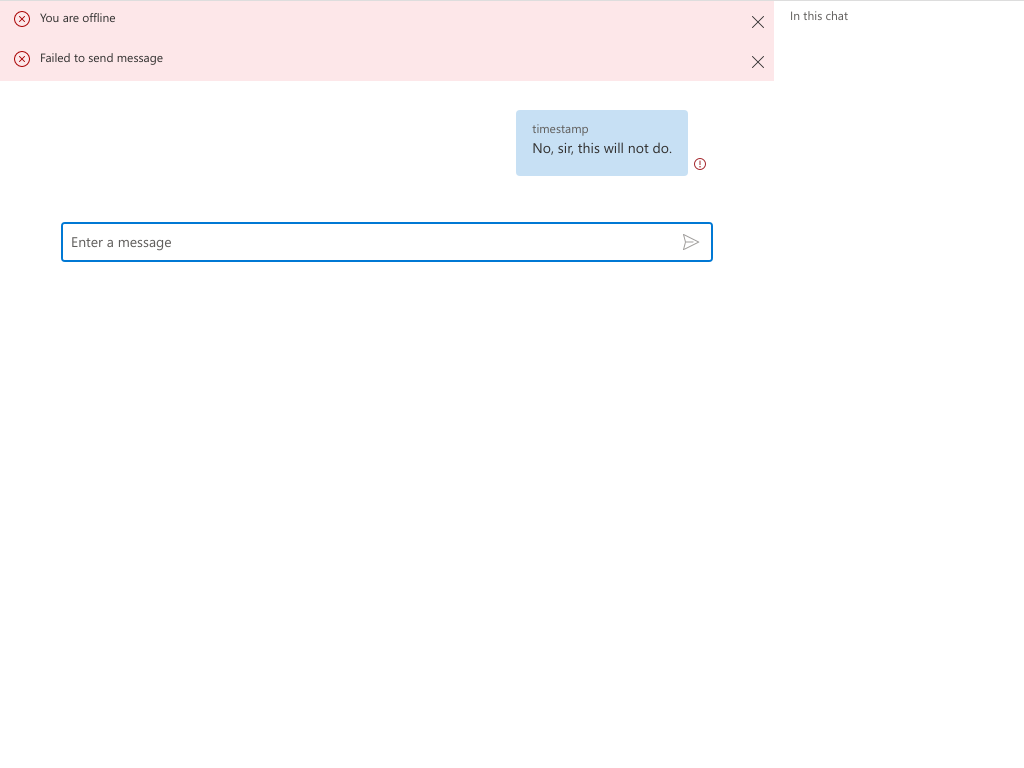 You are offline
In this chat
Failed to send message
timestamp
No, sir, this will not do.
Enter a message